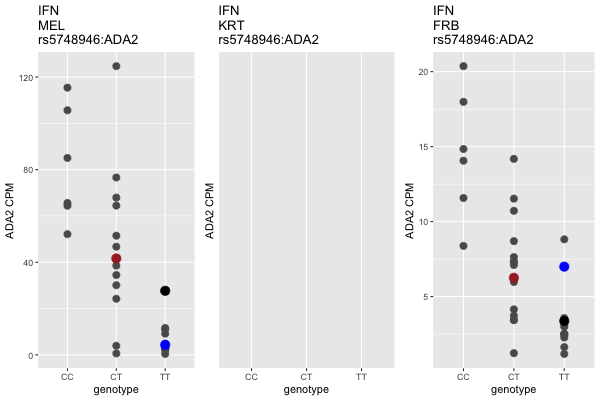 IFN
MEL
rs5748946:ADA2
ADA2 CPM
120
80
40
0
CC CT TT
genotype
IFN
KRT
rs5748946:ADA2
ADA2 CPM
CC CT TT
genotype
IFN
FRB
rs5748946:ADA2
ADA2 CPM
20
15
10
5
CC CT TT
genotype